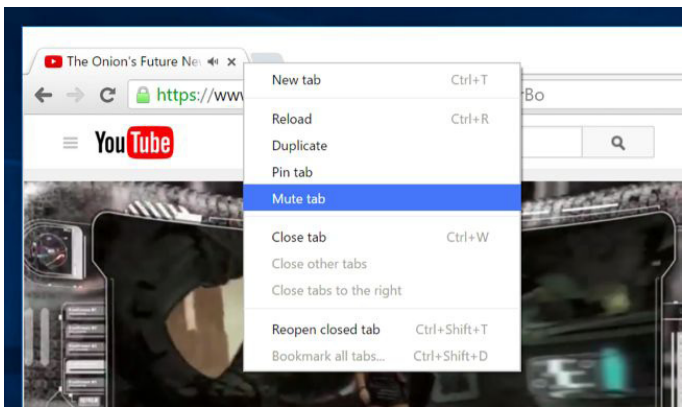 The Onion's Future Ne
https://www
Bo
YouTube
New tab Ctrl+T
Reload Ctrl+R
Duplicate
Pin tab
Mute tab
Close tab Ctrl+W
Close other tabs
Close tabs to the right
Reopen closed tab Ctrl+Shift+T
Bookmark all tabs... Ctrl+Shift+D